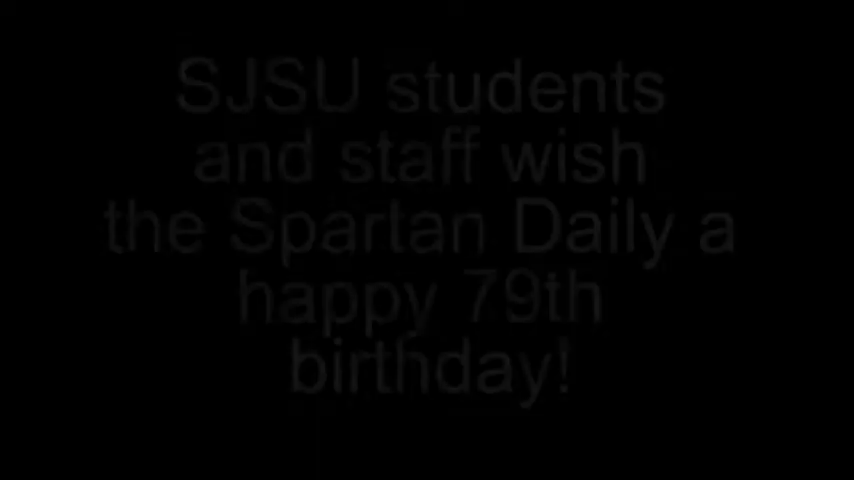 SJSU students
and staff wish
the Spartan Daily a
happy 79th
birthday!